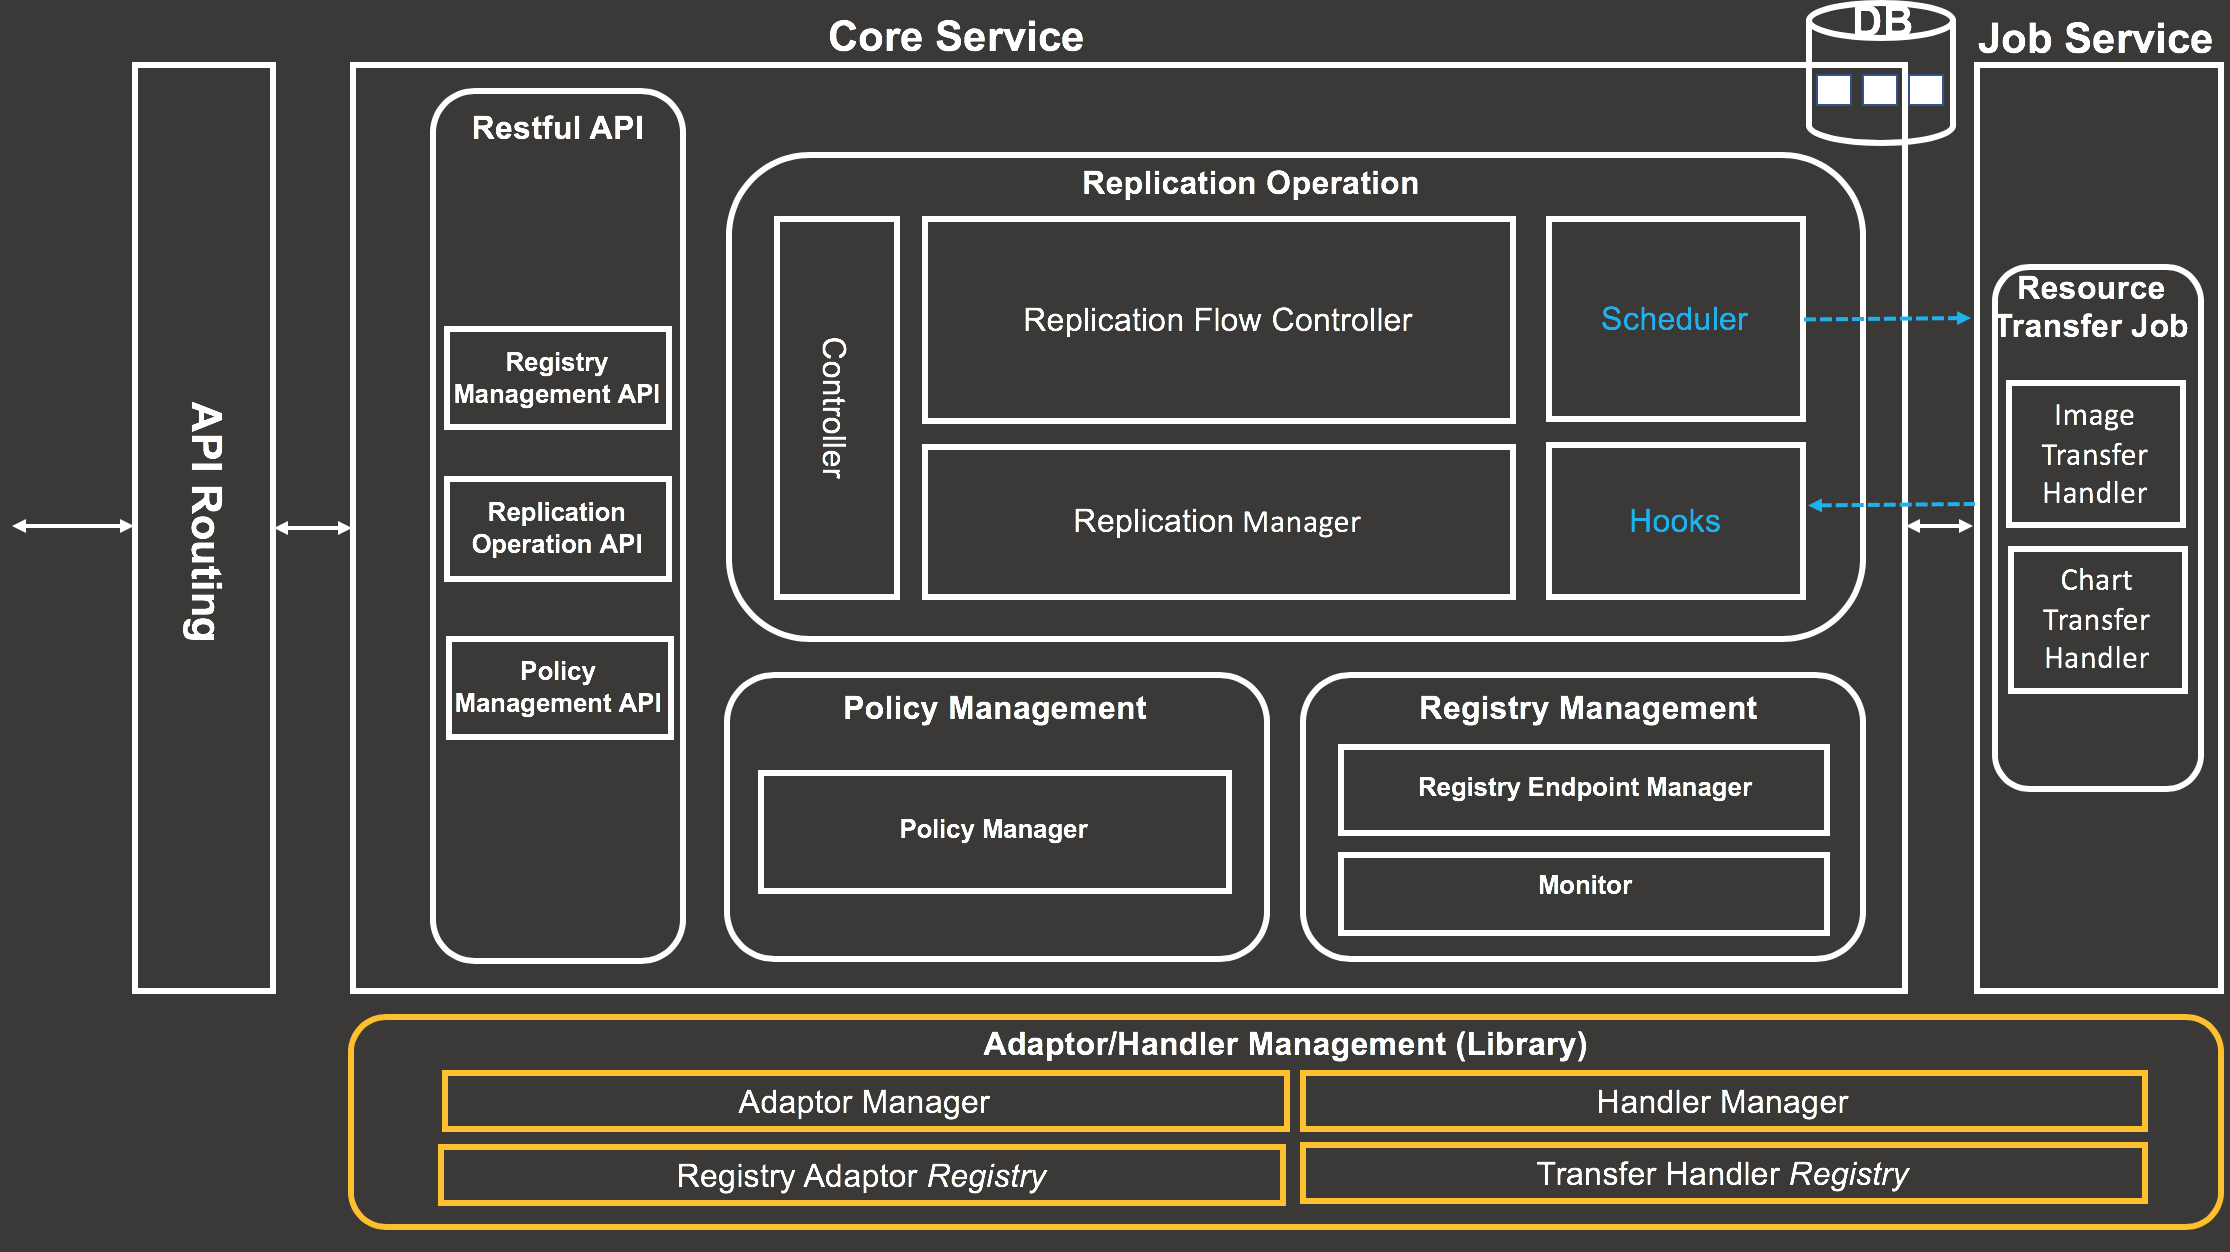 Core Service
DB
Job Service
API Routing
Restful API
Registry
Management API
Replication
Operation API
Policy
Management API
Replication Operation
Controller
Replication Flow Controller
Scheduler
Replication Manager
Hooks
Policy Management
Policy Manager
Registry Management
Registry Endpoint Manager
Monitor
Resource
Transfer Job
Image
Transfer
Handler
Chart
Transfer
Handler
Adaptor/Handler Management (Library)
Adaptor Manager
Handler Manager
Registry Adaptor Registry
Transfer Handler Registry